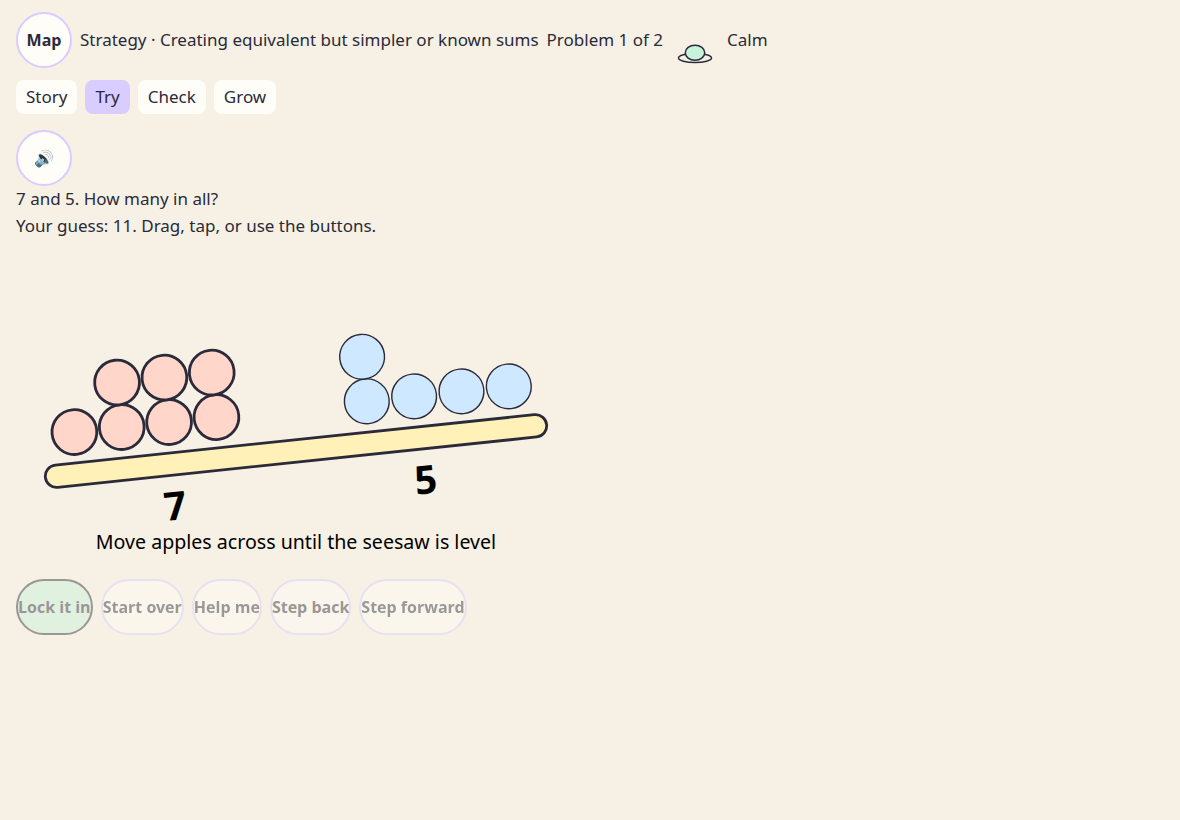 Map Strategy · Creating equivalent but simpler or known sums Problem 1 of 2 Calm
Story Try Check Grow
7 and 5. How many in all?
Your guess: 11. Drag, tap, or use the buttons.
7
5
Move apples across until the seesaw is level
Lock it in Start over Help me Step back Step forward